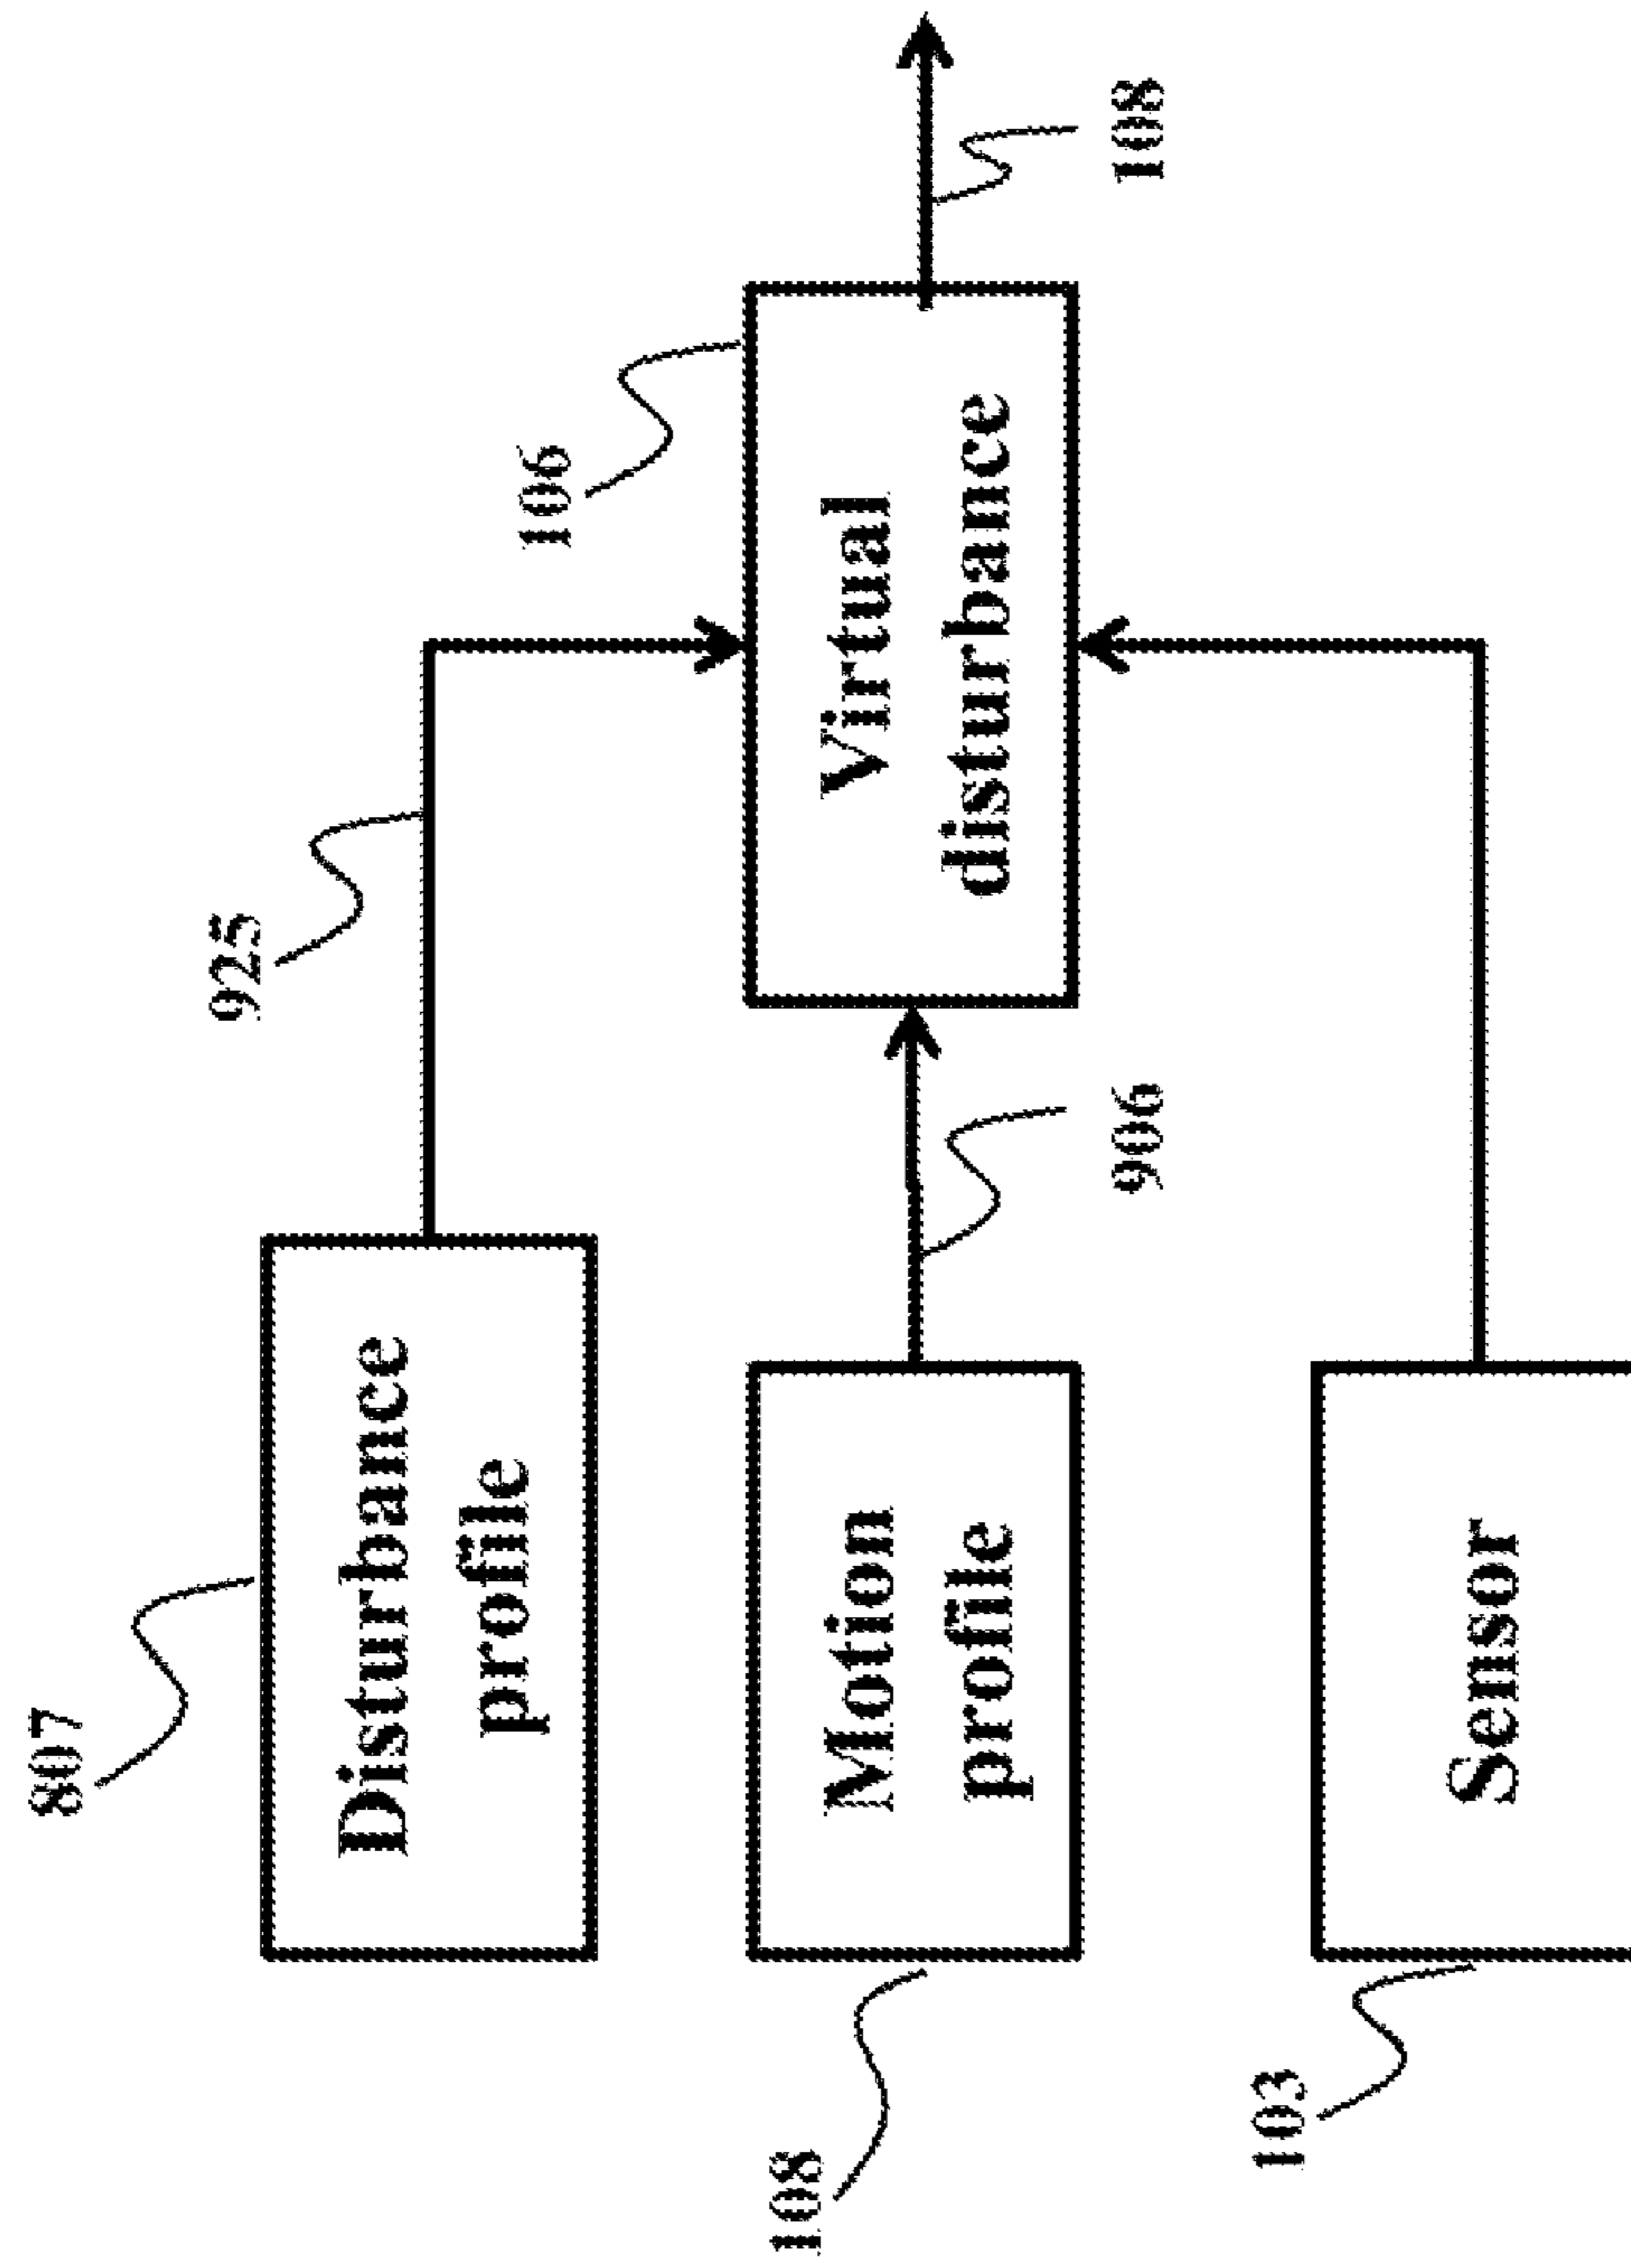 807
Disturbance
profile
925
106
Virtual
disturbance
108
Motion
profile
906
108
Sensor
103